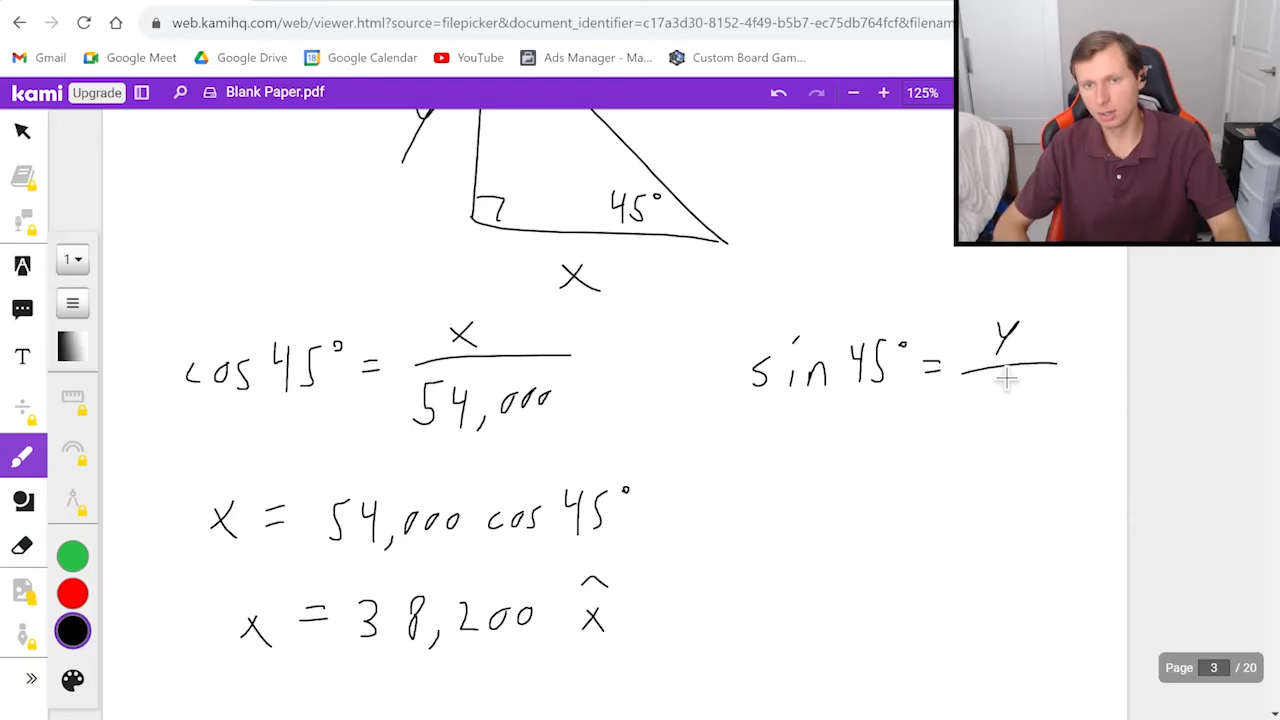 web.kamihq.com/web/viewer.html?source=filepicker&document_identifier=c17a3d30-8152-4f49-b5b7-ec75db764fcf&filenam
Gmail Google Meet Google Drive Google Calendar YouTube Ads Manager - Ma... Custom Board Gam...
kami Upgrade Blank Paper.pdf 125%
y
45°
x
1
T
cos 45° = x / 54,000
sin 45° = y /
x = 54,000 cos 45°
x = 38,200 x̂
Page 3 / 20